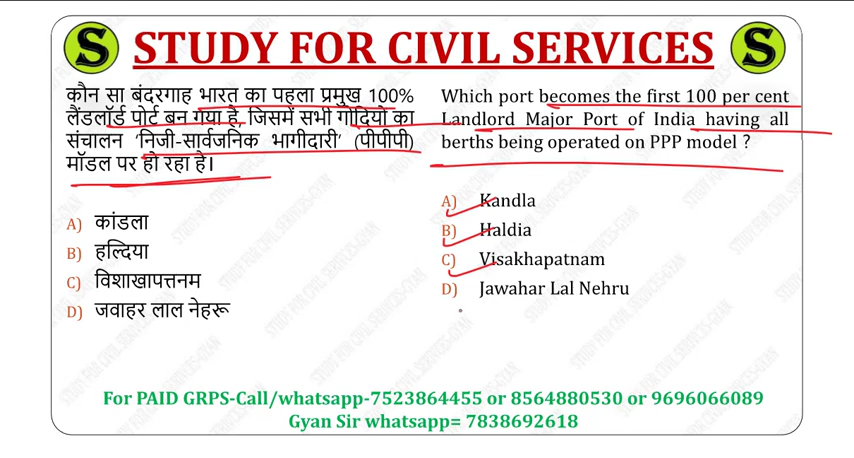 S STUDY FOR CIVIL SERVICES S
कौन सा बंदरगाह भारत का पहला प्रमुख 100%
लैंडलॉर्ड पोर्ट बन गया है, जिसमें सभी गोदियो का
संचालन ‘निजी-सार्वजनिक भागीदारी’ (पीपीपी)
मॉडल पर हो रहा है।
A) कांडला
B) हल्दिया
C) विशाखापत्तनम
D) जवाहर लाल नेहरू
Which port becomes the first 100 per cent
Landlord Major Port of India having all
berths being operated on PPP model ?
A) Kandla
B) Haldia
C) Visakhapatnam
D) Jawahar Lal Nehru
For PAID GRPS-Call/whatsapp-7523864455 or 8564880530 or 9696066089
Gyan Sir whatsapp= 7838692618